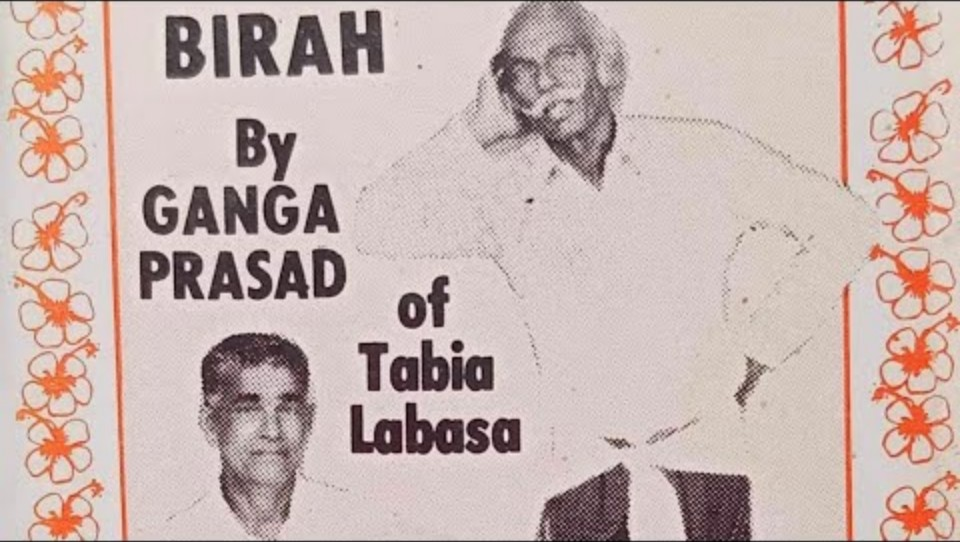 BIRAH
By
GANGA
PRASAD
of
Tabia
Labasa